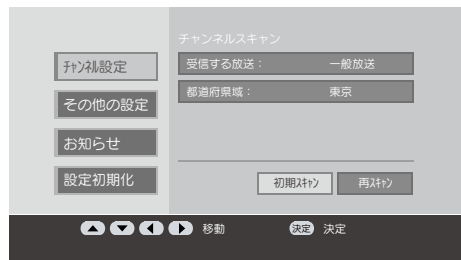 チャンネルスキャン
ﾁｬﾝﾈﾙ設定
その他の設定
お知らせ
設定初期化
受信する放送： 一般放送
都道府県域： 東京
初期ｽｷｬﾝ 再ｽｷｬﾝ
移動 決定 決定